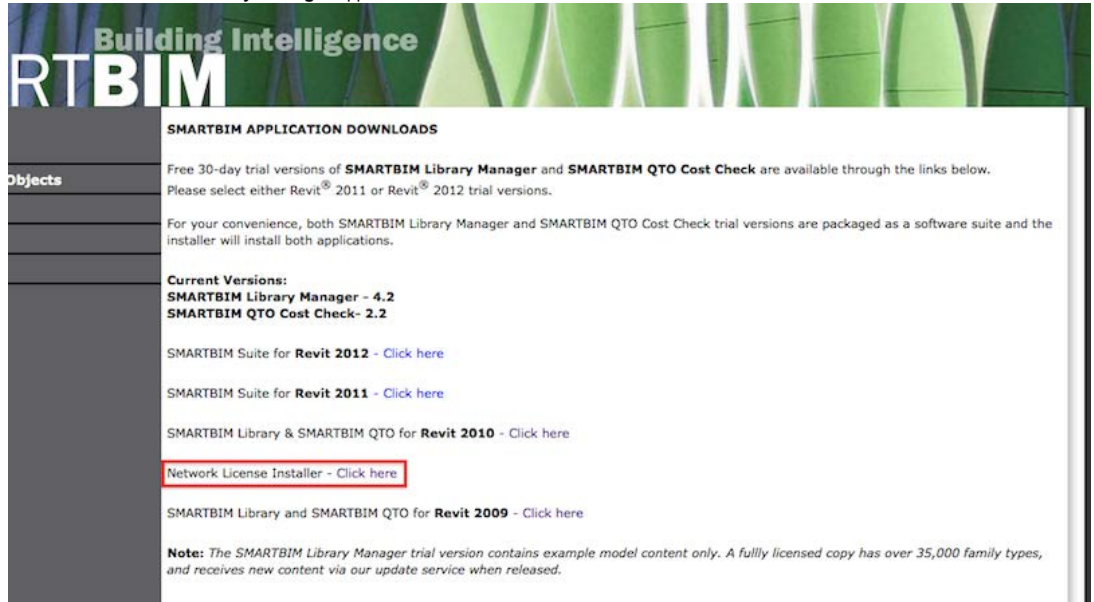 Building Intelligence
RTBIM
Objects
SMARTBIM APPLICATION DOWNLOADS
Free 30-day trial versions of SMARTBIM Library Manager and SMARTBIM QTO Cost Check are available through the links below.
Please select either Revit® 2011 or Revit® 2012 trial versions.
For your convenience, both SMARTBIM Library Manager and SMARTBIM QTO Cost Check trial versions are packaged as a software suite and the
installer will install both applications.
Current Versions:
SMARTBIM Library Manager - 4.2
SMARTBIM QTO Cost Check- 2.2
SMARTBIM Suite for Revit 2012 - Click here
SMARTBIM Suite for Revit 2011 - Click here
SMARTBIM Library & SMARTBIM QTO for Revit 2010 - Click here
Network License Installer - Click here
SMARTBIM Library and SMARTBIM QTO for Revit 2009 - Click here
Note: The SMARTBIM Library Manager trial version contains example model content only. A fullly licensed copy has over 35,000 family types,
and receives new content via our update service when released.